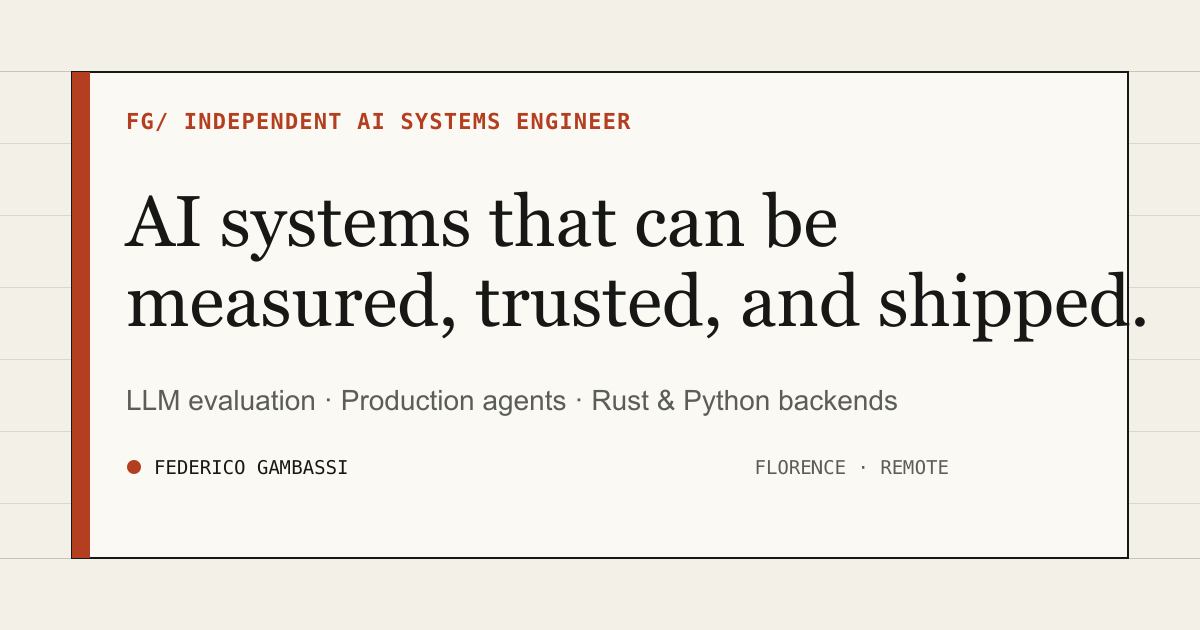 FG/ INDEPENDENT AI SYSTEMS ENGINEER
AI systems that can be
measured, trusted, and shipped.
LLM evaluation · Production agents · Rust & Python backends
FEDERICO GAMBASSI
FLORENCE · REMOTE